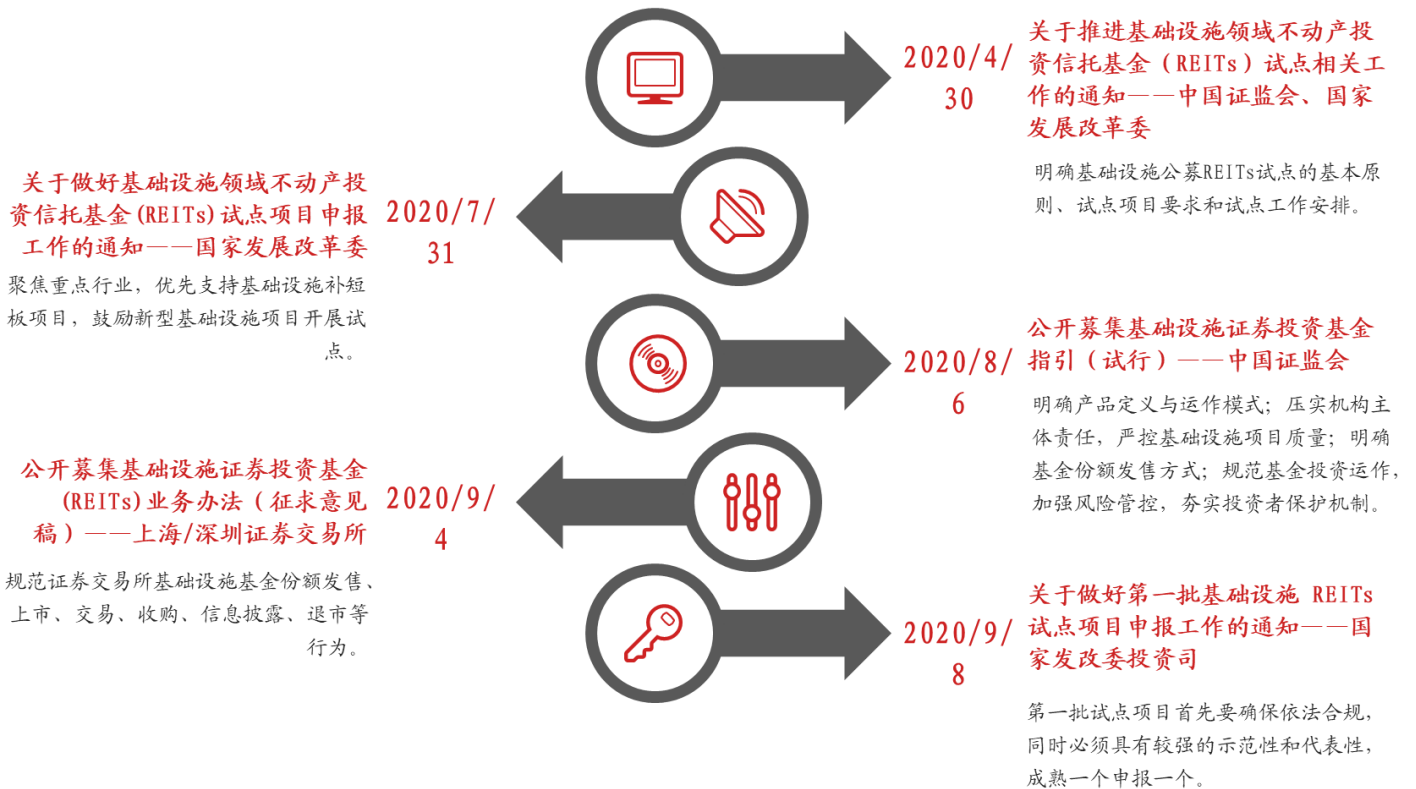 2020/4/
30
关于推进基础设施领域不动产投
资信托基金（REITs）试点相关工
作的通知——中国证监会、国家
发展改革委
明确基础设施公募REITs试点的基本原
则、试点项目要求和试点工作安排。
关于做好基础设施领域不动产投
资信托基金(REITs)试点项目申报
工作的通知——国家发展改革委
2020/7/
31
聚焦重点行业，优先支持基础设施补短
板项目，鼓励新型基础设施项目开展试
点。
2020/8/
6
公开募集基础设施证券投资基金
指引（试行）——中国证监会
明确产品定义与运作模式；压实机构主
体责任，严控基础设施项目质量；明确
基金份额发售方式；规范基金投资运作，
加强风险管控，夯实投资者保护机制。
公开募集基础设施证券投资基金
(REITs)业务办法（征求意见
稿）——上海/深圳证券交易所
2020/9/
4
规范证券交易所基础设施基金份额发售、
上市、交易、收购、信息披露、退市等
行为。
2020/9/
8
关于做好第一批基础设施 REITs
试点项目申报工作的通知——国
家发改委投资司
第一批试点项目首先要确保依法合规，
同时必须具有较强的示范性和代表性，
成熟一个申报一个。